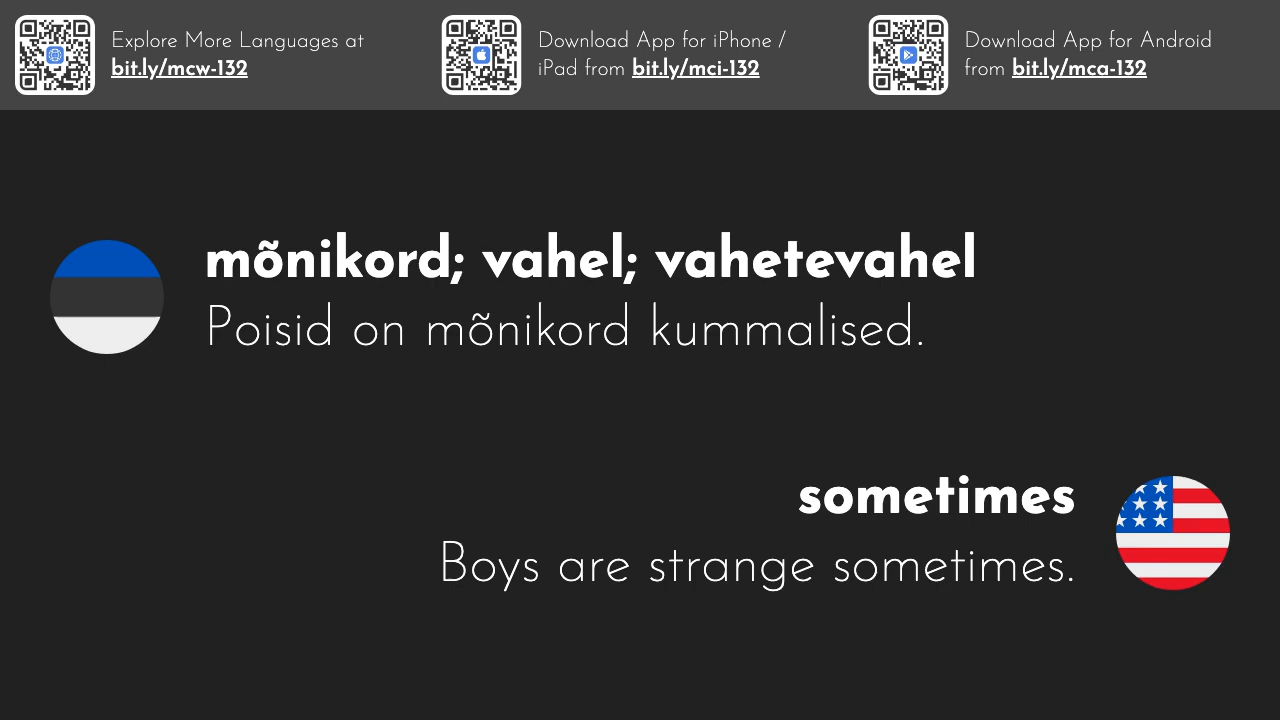 Explore More Languages at
bit.ly/mcw-132
Download App for iPhone /
iPad from bit.ly/mci-132
Download App for Android
from bit.ly/mca-132
mõnikord; vahel; vahetevahel
Poisid on mõnikord kummalised.
sometimes
Boys are strange sometimes.